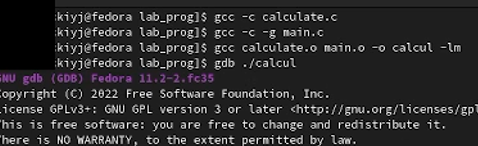 kiyj@fedora lab_prog]$ gcc -c calculate.c
kiyj@fedora lab_prog]$ gcc -c -g main.c
kiyj@fedora lab_prog]$ gcc calculate.o main.o -o calcul -lm
kiyj@fedora lab_prog]$ gdb ./calcul
GNU gdb (GDB) Fedora 11.2-2.fc35
Copyright (C) 2022 Free Software Foundation, Inc.
License GPLv3+: GNU GPL version 3 or later <http://gnu.org/licenses/gpl
This is free software: you are free to change and redistribute it.
There is NO WARRANTY, to the extent permitted by law.